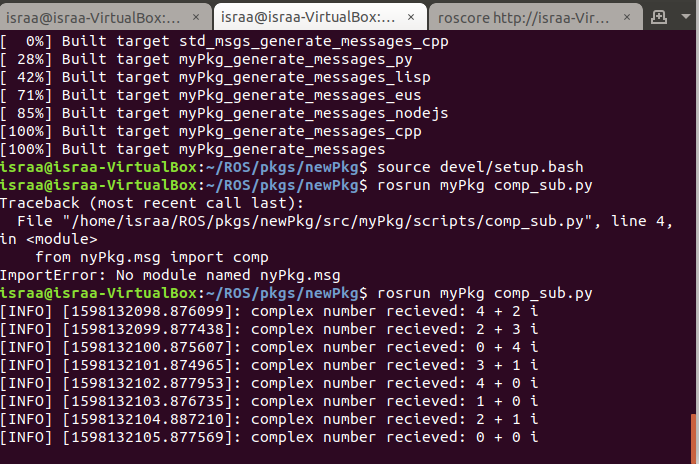 israa@israa-VirtualBox:... ×
israa@israa-VirtualBox:... ×
roscore http://israa-Vir... ×
[  0%] Built target std_msgs_generate_messages_cpp
[ 28%] Built target myPkg_generate_messages_py
[ 42%] Built target myPkg_generate_messages_lisp
[ 71%] Built target myPkg_generate_messages_eus
[ 85%] Built target myPkg_generate_messages_nodejs
[100%] Built target myPkg_generate_messages_cpp
[100%] Built target myPkg_generate_messages
israa@israa-VirtualBox:~/ROS/pkgs/newPkg$ source devel/setup.bash
israa@israa-VirtualBox:~/ROS/pkgs/newPkg$ rosrun myPkg comp_sub.py
Traceback (most recent call last):
  File "/home/israa/ROS/pkgs/newPkg/src/myPkg/scripts/comp_sub.py", line 4,
in <module>
    from nyPkg.msg import comp
ImportError: No module named nyPkg.msg
israa@israa-VirtualBox:~/ROS/pkgs/newPkg$ rosrun myPkg comp_sub.py
[INFO] [1598132098.876099]: complex number recieved: 4 + 2 i
[INFO] [1598132099.877438]: complex number recieved: 2 + 3 i
[INFO] [1598132100.875607]: complex number recieved: 0 + 4 i
[INFO] [1598132101.874965]: complex number recieved: 3 + 1 i
[INFO] [1598132102.877953]: complex number recieved: 4 + 0 i
[INFO] [1598132103.876735]: complex number recieved: 1 + 0 i
[INFO] [1598132104.887210]: complex number recieved: 2 + 1 i
[INFO] [1598132105.877569]: complex number recieved: 0 + 0 i